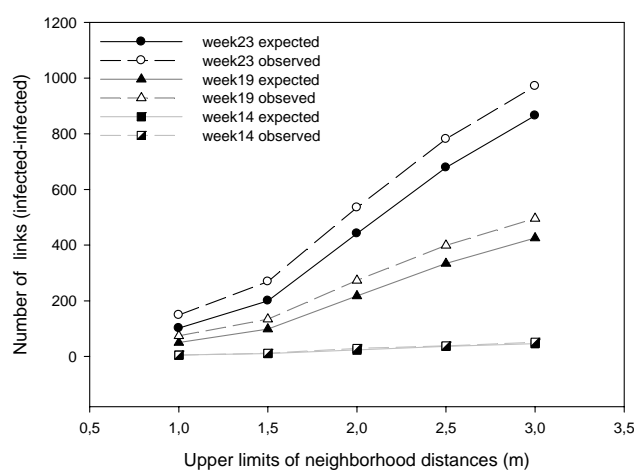 1200
1000
800
600
400
200
0
Number of links (infected-infected)
week23 expected
week23 observed
week19 expected
week19 obseved
week14 expected
week14 observed
0,5
1,0
1,5
2,0
2,5
3,0
3,5
Upper limits of neighborhood distances (m)